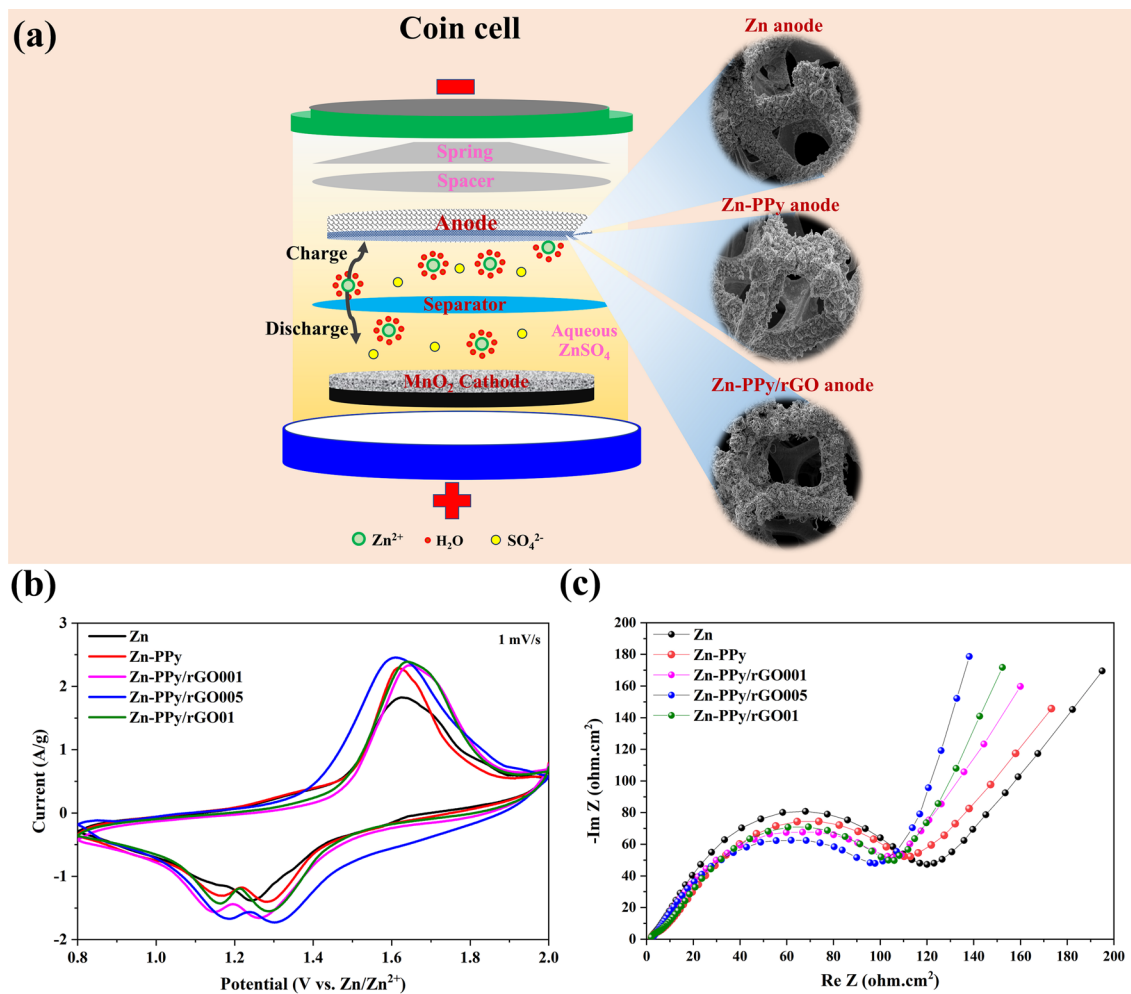 (a)
Coin cell
Zn anode
Spring
Spacer
Anode
Zn-PPy anode
Charge
Separator
Discharge
Aqueous
ZnSO₄
MnO₂ Cathode
Zn-PPy/rGO anode
Zn²⁺ H₂O SO₄²⁻
(b)
3
2
1
0
-1
-2
Current (A/g)
Zn
Zn-PPy
Zn-PPy/rGO001
Zn-PPy/rGO005
Zn-PPy/rGO01
1 mV/s
0.8 1.0 1.2 1.4 1.6 1.8 2.0
Potential (V vs. Zn/Zn²⁺)
(c)
200
180
160
140
120
100
80
60
40
20
0
-Im Z (ohm.cm²)
Zn
Zn-PPy
Zn-PPy/rGO001
Zn-PPy/rGO005
Zn-PPy/rGO01
0 20 40 60 80 100 120 140 160 180 200
Re Z (ohm.cm²)